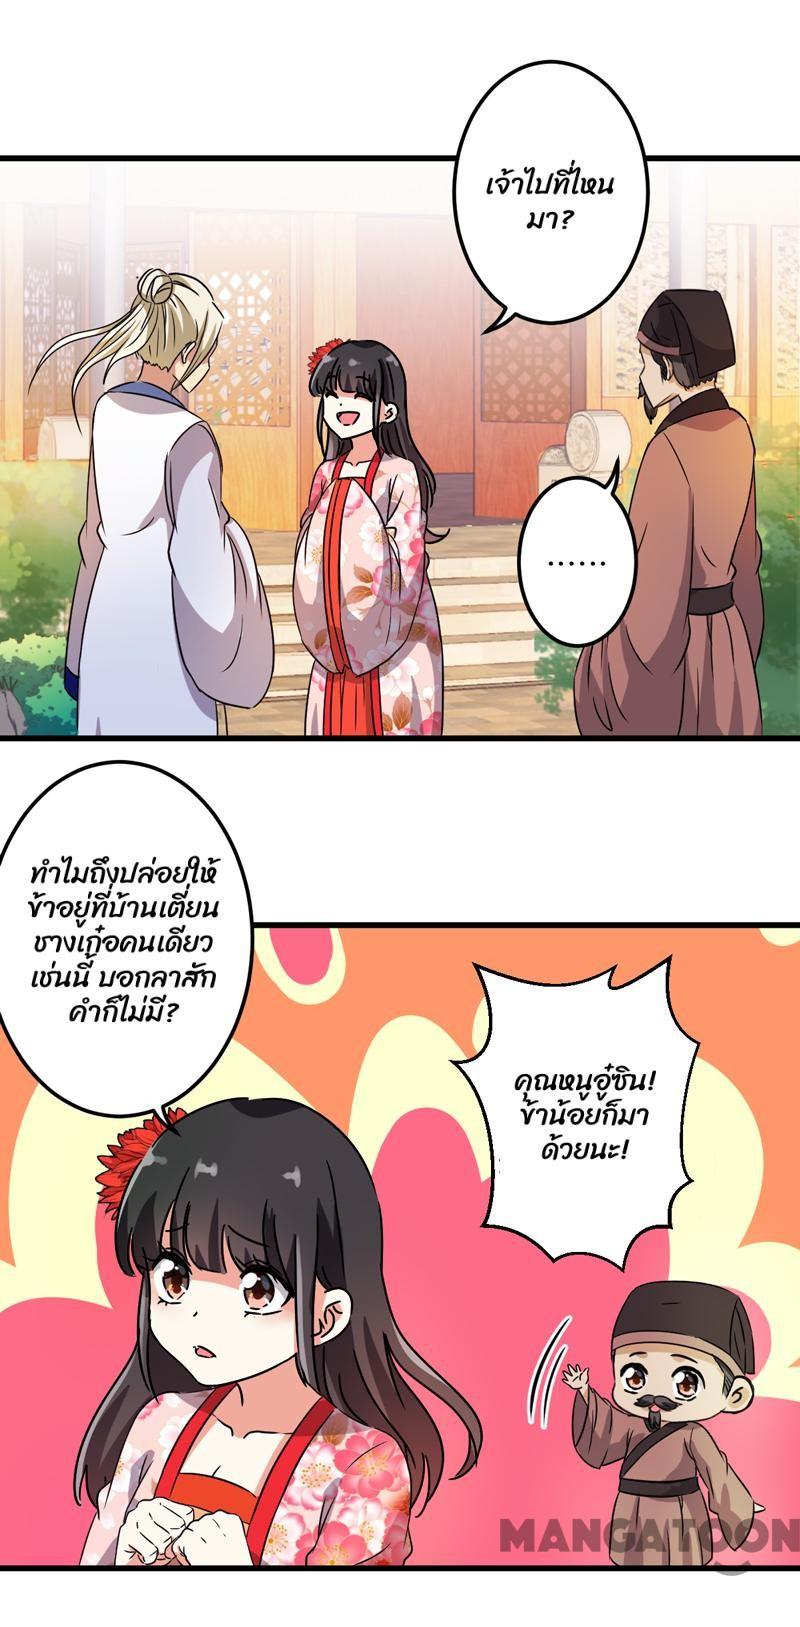 เจ้าไปที่ไหน
มา?
……
ทำไมถึงปล่อยให้
ข้าอยู่ที่บ้านเตี่ยน
ชางเก๋อคนเดียว
เช่นนี้ บอกลาสัก
คำก็ไม่มี?
คุณหนูอู๋ซิน!
ข้าน้อยก็มา
ด้วยนะ!
MANGATOON